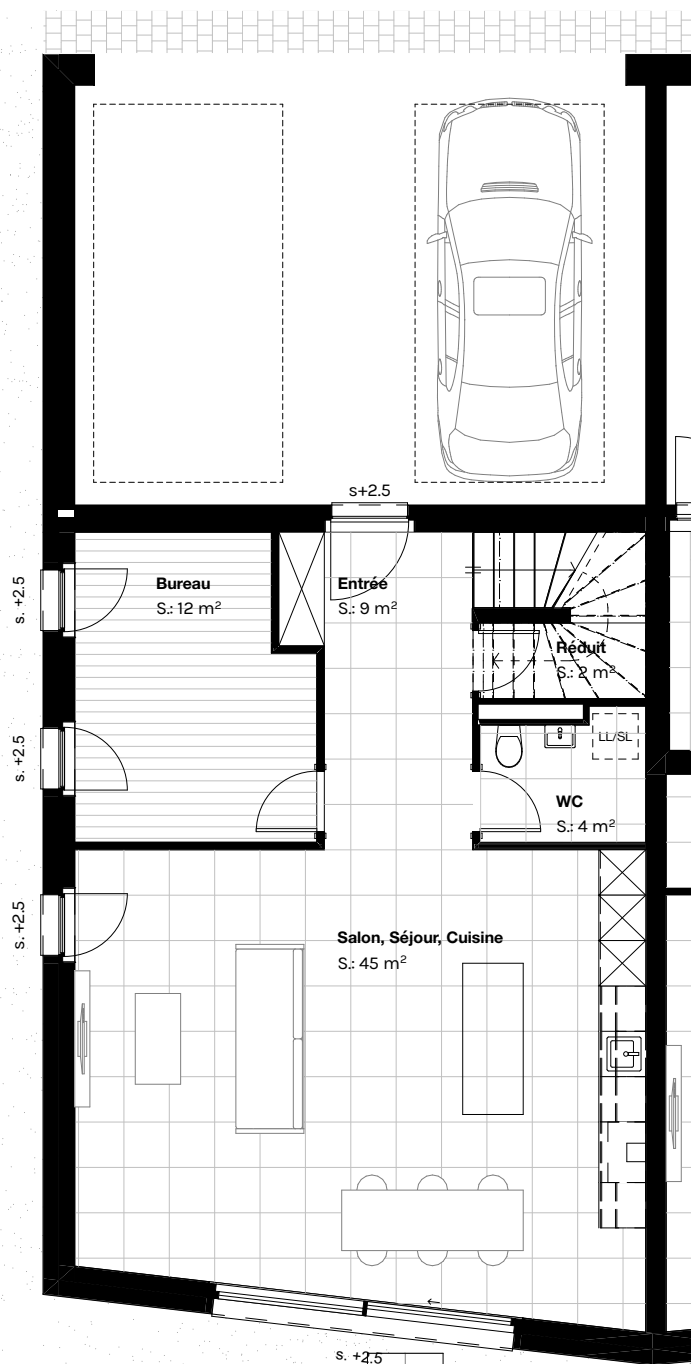 s+2.5
Bureau
S.: 12 m²
Entrée
S.: 9 m²
s. +2.5
Réduit
S.: 2 m²
LL/SL
s. +2.5
WC
S.: 4 m²
s. +2.5
Salon, Séjour, Cuisine
S.: 45 m²
s. +2.5